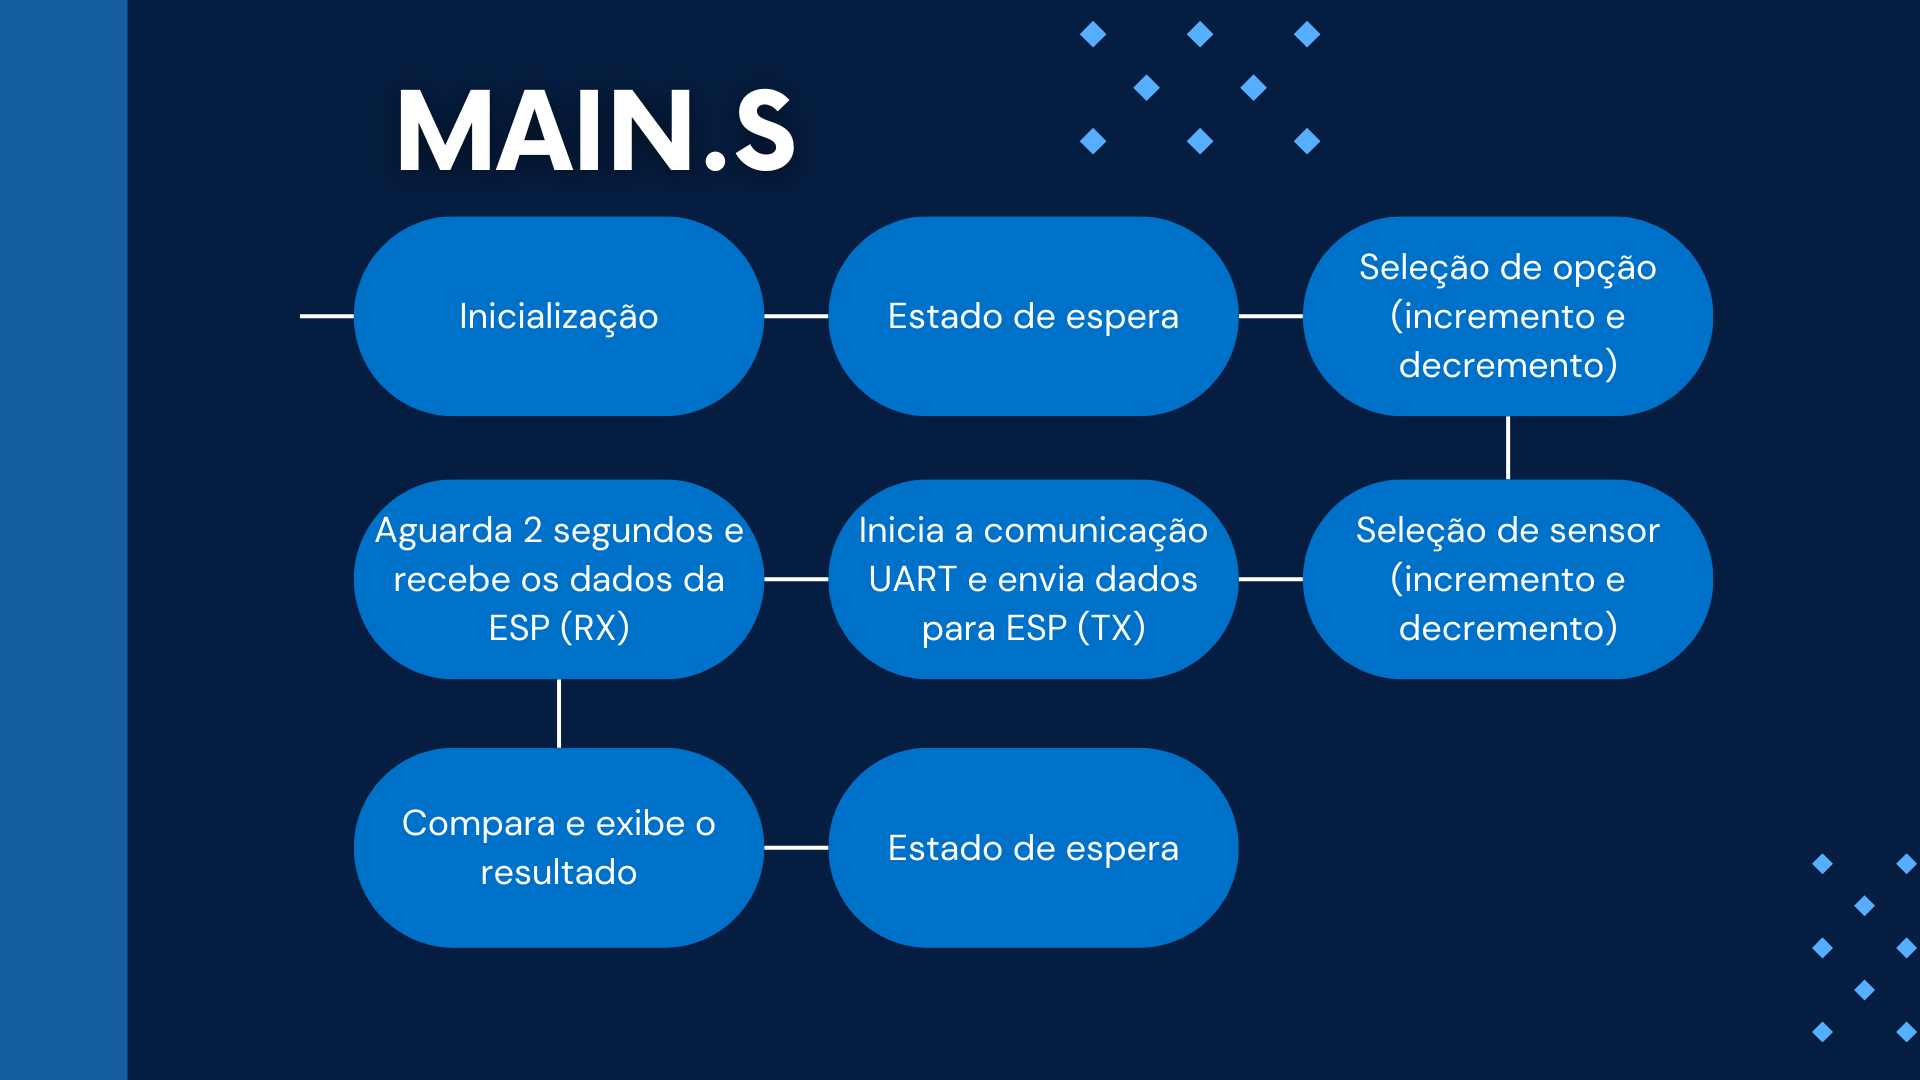 MAIN.S
Inicialização
Estado de espera
Seleção de opção
(incremento e
decremento)
Seleção de sensor
(incremento e
decremento)
Inicia a comunicação
UART e envia dados
para ESP (TX)
Aguarda 2 segundos e
recebe os dados da
ESP (RX)
Compara e exibe o
resultado
Estado de espera